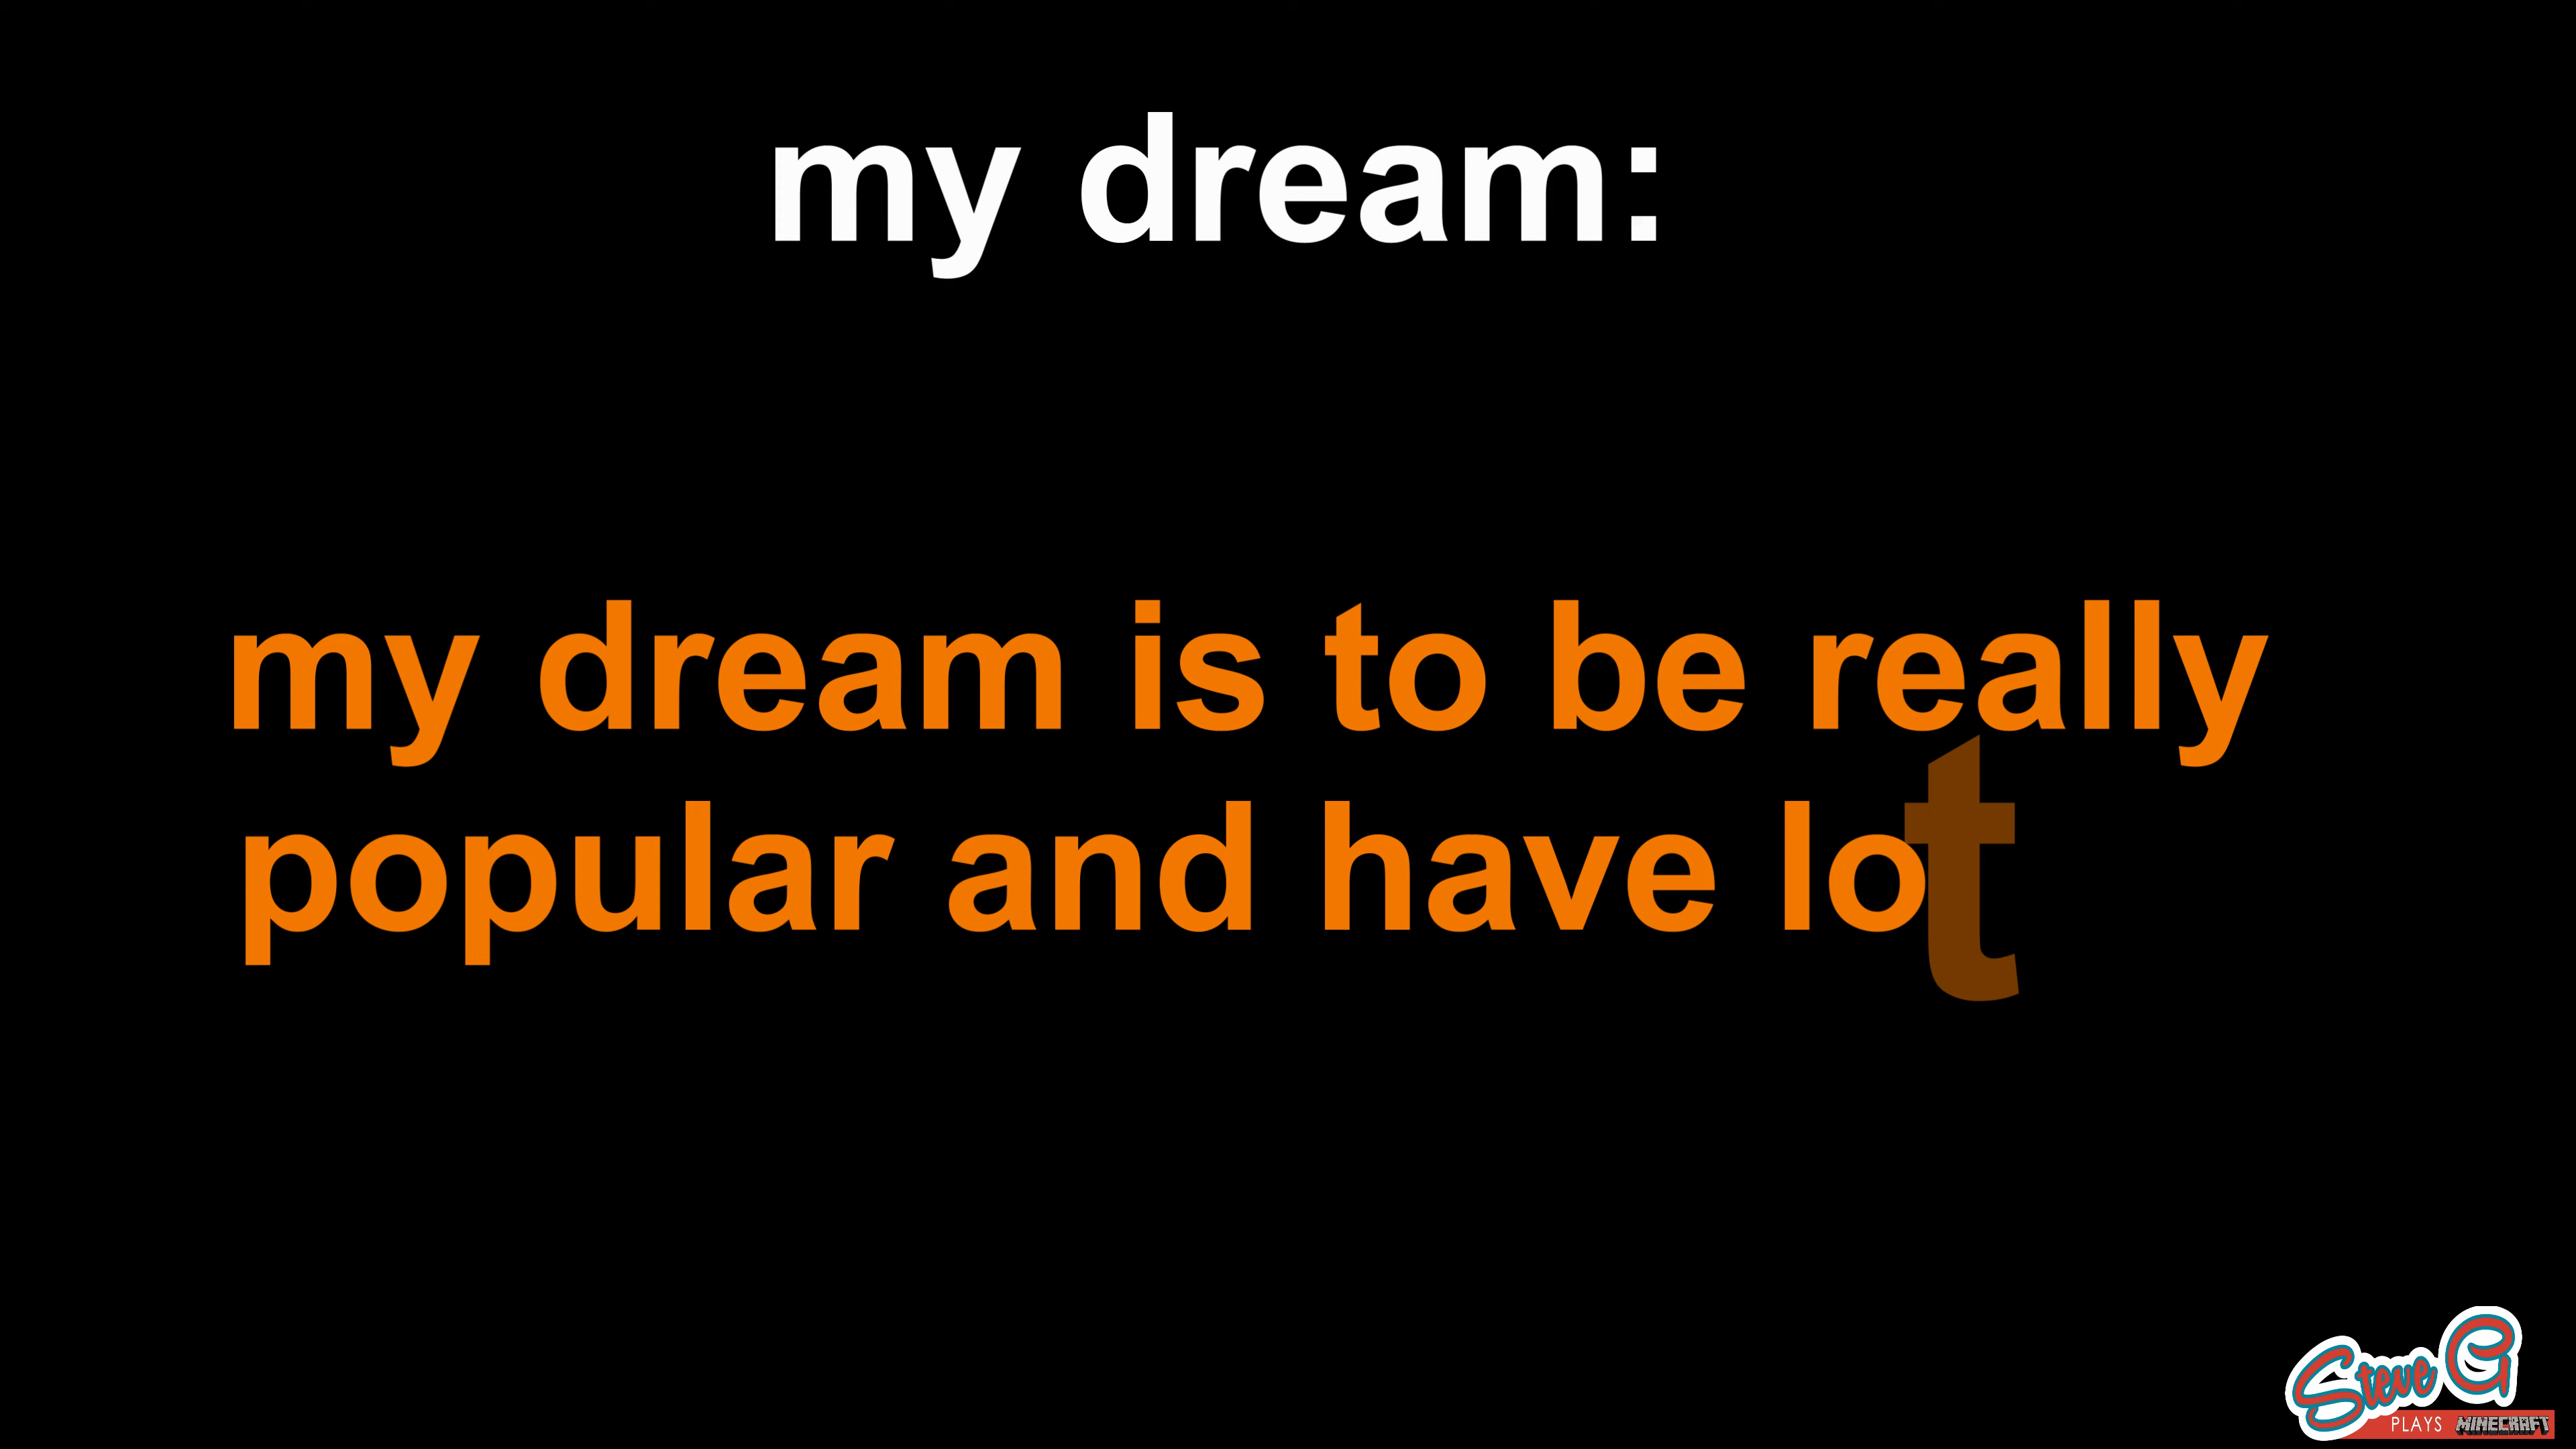 my dream:
my dream is to be really
popular and have lot
Steve G
PLAYS MINECRAFT